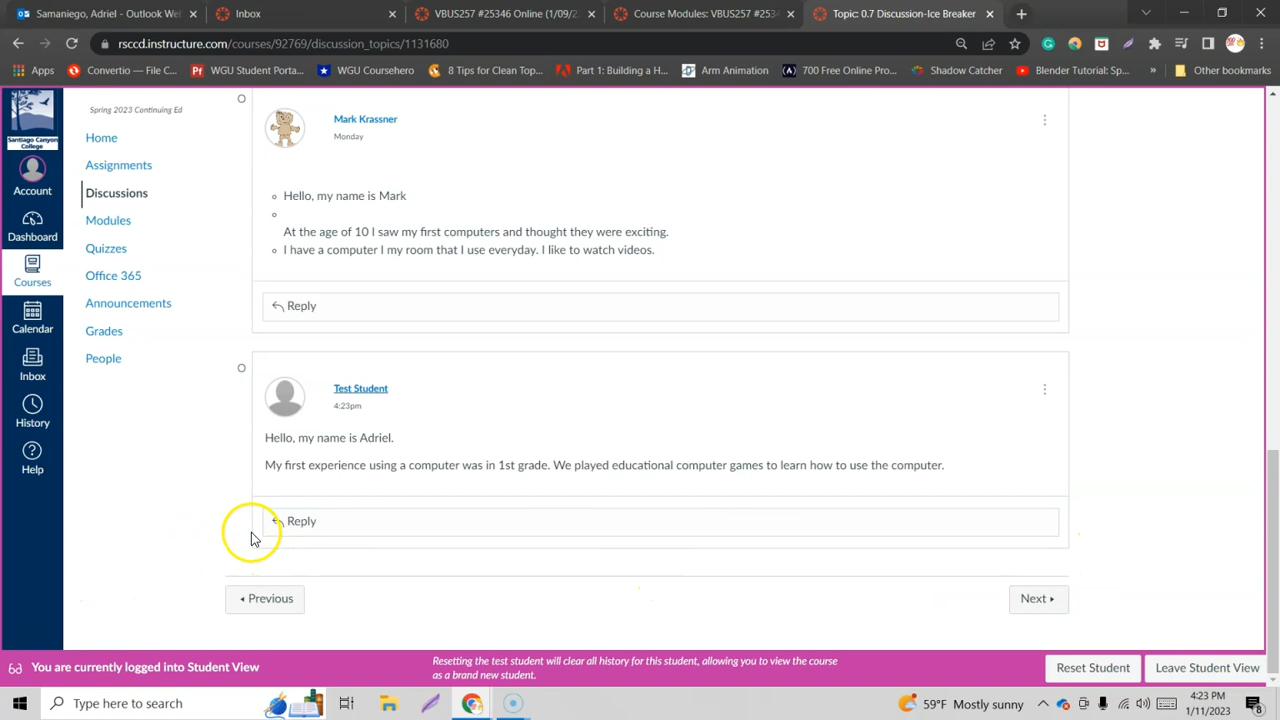 Samaniego, Adriel - Outlook Wel
Inbox
VBUS257 #25346 Online (1/09/2
Course Modules: VBUS257 #2534
Topic: 0.7 Discussion-Ice Breaker
rsccd.instructure.com/courses/92769/discussion_topics/1131680
Apps
Convertio — File C...
WGU Student Porta...
WGU Coursehero
8 Tips for Clean Top...
Part 1: Building a H...
Arm Animation
700 Free Online Pro...
Shadow Catcher
Blender Tutorial: Sp...
Other bookmarks
Santiago Canyon
College
Account
Dashboard
Courses
Calendar
Inbox
History
Help
Spring 2023 Continuing Ed
Home
Assignments
Discussions
Modules
Quizzes
Office 365
Announcements
Grades
People
Mark Krassner
Monday
Hello, my name is Mark
At the age of 10 I saw my first computers and thought they were exciting.
I have a computer I my room that I use everyday. I like to watch videos.
Reply
Test Student
4:23pm
Hello, my name is Adriel.
My first experience using a computer was in 1st grade. We played educational computer games to learn how to use the computer.
Reply
Previous
Next
You are currently logged into Student View
Resetting the test student will clear all history for this student, allowing you to view the course
as a brand new student.
Reset Student
Leave Student View
Type here to search
59°F Mostly sunny
4:23 PM
1/11/2023
8